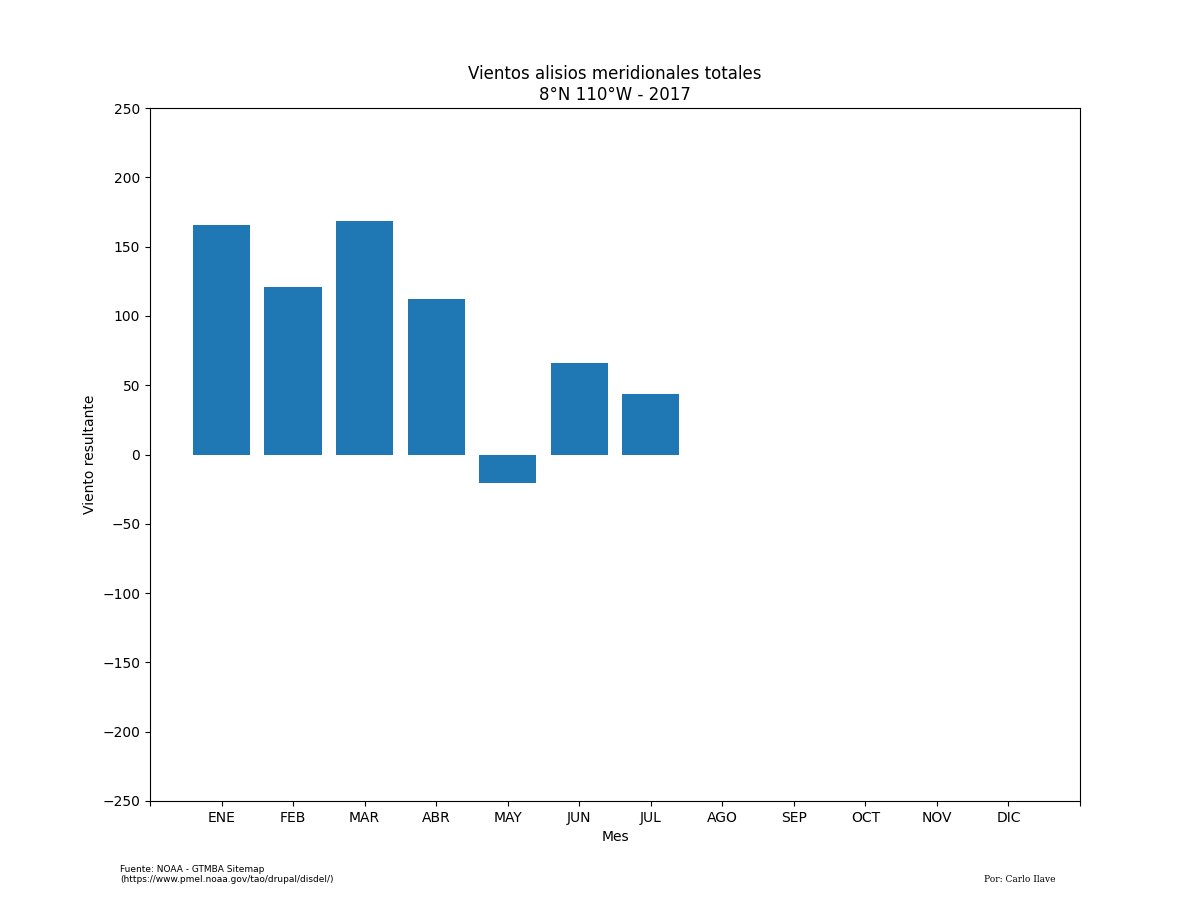 Vientos alisios meridionales totales
8°N 110°W - 2017
250
200
150
100
50
0
−50
−100
−150
−200
−250
Viento resultante
ENE FEB MAR ABR MAY JUN JUL AGO SEP OCT NOV DIC
Mes
Fuente: NOAA - GTMBA Sitemap
(https://www.pmel.noaa.gov/tao/drupal/disdel/)
Por: Carlo Ilave